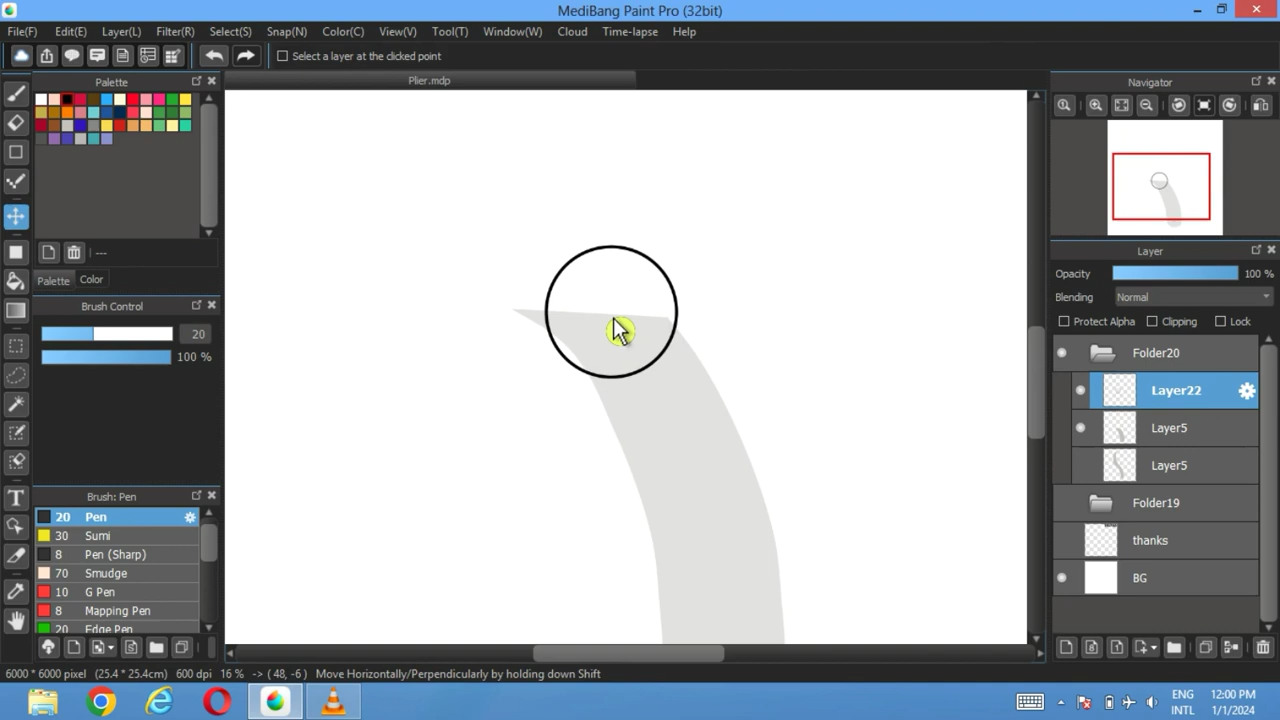 MediBang Paint Pro (32bit)
File(F) Edit(E) Layer(L) Filter(R) Select(S) Snap(N) Color(C) View(V) Tool(T) Window(W) Cloud Time-lapse Help
Select a layer at the clicked point
Palette
Plier.mdp
Navigator
---
Palette Color
Brush Control
20
100 %
Brush: Pen
20 Pen
30 Sumi
8 Pen (Sharp)
70 Smudge
10 G Pen
8 Mapping Pen
20 Edge Pen
Layer
Opacity 100 %
Blending Normal
Protect Alpha Clipping Lock
Folder20
Layer22
Layer5
Layer5
Folder19
thanks
BG
6000 * 6000 pixel (25.4 * 25.4cm) 600 dpi 16 % -> ( 48, -6 ) Move Horizontally/Perpendicularly by holding down Shift
ENG
INTL
12:00 PM
1/1/2024